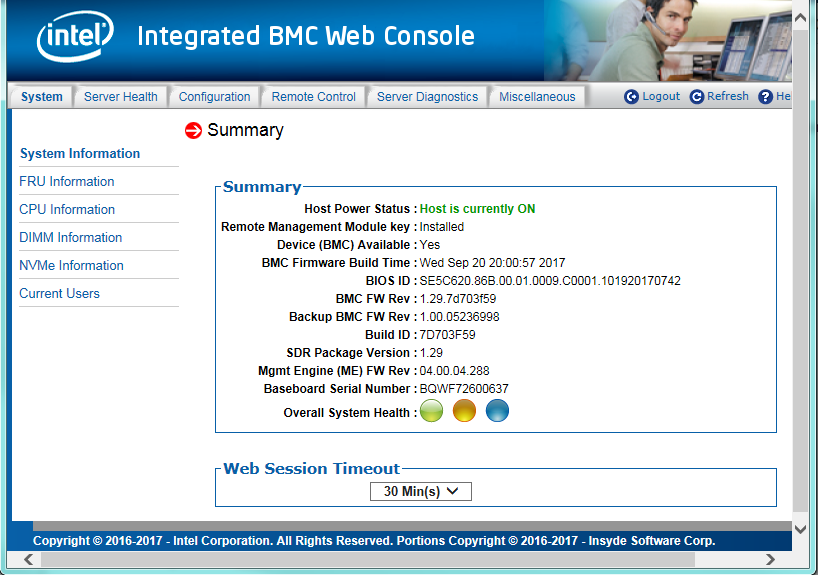 intel Integrated BMC Web Console
System Server Health Configuration Remote Control Server Diagnostics Miscellaneous Logout Refresh ? He
Summary
System Information
FRU Information
CPU Information
DIMM Information
NVMe Information
Current Users
Summary
Host Power Status : Host is currently ON
Remote Management Module key : Installed
Device (BMC) Available : Yes
BMC Firmware Build Time : Wed Sep 20 20:00:57 2017
BIOS ID : SE5C620.86B.00.01.0009.C0001.101920170742
BMC FW Rev : 1.29.7d703f59
Backup BMC FW Rev : 1.00.05236998
Build ID : 7D703F59
SDR Package Version : 1.29
Mgmt Engine (ME) FW Rev : 04.00.04.288
Baseboard Serial Number : BQWF72600637
Overall System Health :
Web Session Timeout
30 Min(s)
Copyright © 2016-2017 - Intel Corporation. All Rights Reserved. Portions Copyright © 2016-2017 - Insyde Software Corp.